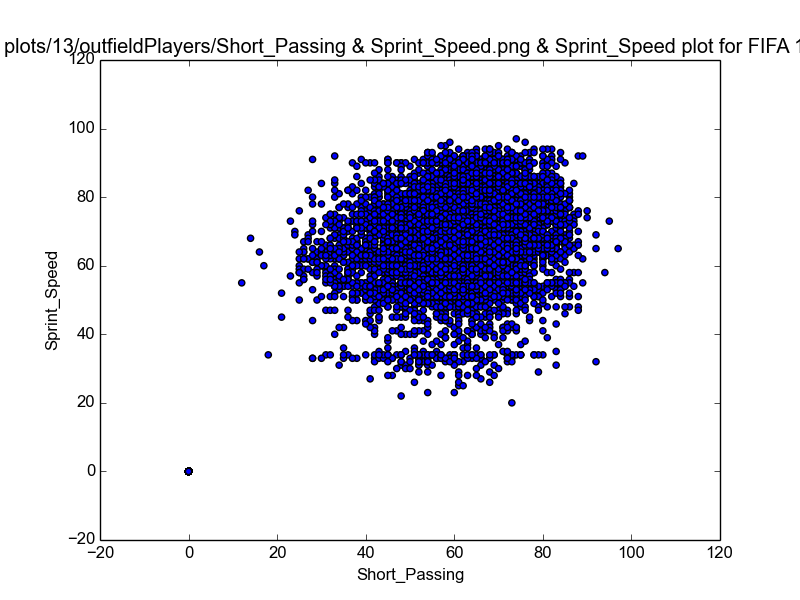 plots/13/outfieldPlayers/Short_Passing & Sprint_Speed.png & Sprint_Speed plot for FIFA 1
120
100
80
60
40
20
0
−20
Sprint_Speed
−20 0 20 40 60 80 100 120
Short_Passing